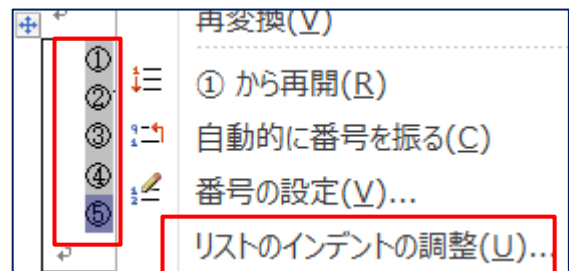 再変換(V)
①
② ① から再開(R)
③ 自動的に番号を振る(C)
④ 番号の設定(V)...
⑤
リストのインデントの調整(U)...